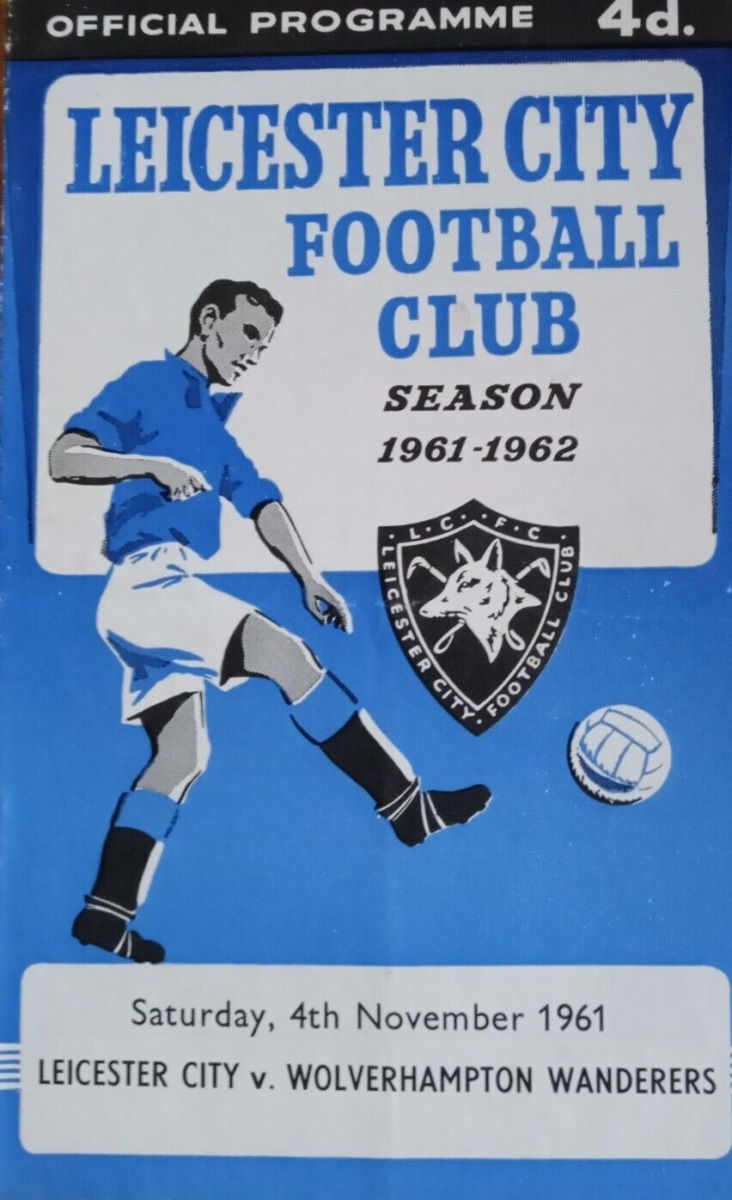 OFFICIAL PROGRAMME 4d.
LEICESTER CITY
FOOTBALL
CLUB
SEASON
1961-1962
· L · C · · F · C ·
LEICESTER CITY · FOOTBALL CLUB
Saturday, 4th November 1961
LEICESTER CITY v. WOLVERHAMPTON WANDERERS